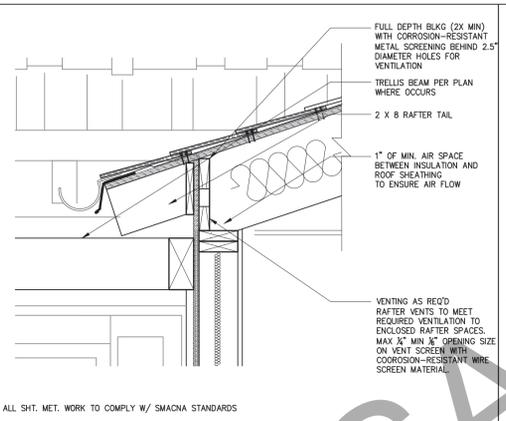 FULL DEPTH BLKG (2X MIN)
WITH CORROSION-RESISTANT
METAL SCREENING BEHIND 2.5"
DIAMETER HOLES FOR
VENTILATION
TRELLIS BEAM PER PLAN
WHERE OCCURS
2 X 8 RAFTER TAIL
1" OF MIN. AIR SPACE
BETWEEN INSULATION AND
ROOF SHEATHING
TO ENSURE AIR FLOW
VENTING AS REQ'D
RAFTER VENTS TO MEET
REQUIRED VENTILATION TO
ENCLOSED RAFTER SPACES.
MAX ¼" MIN ⅛" OPENING SIZE
ON VENT SCREEN WITH
COOROSION-RESISTANT WIRE
SCREEN MATERIAL.
ALL SHT. MET. WORK TO COMPLY W/ SMACNA STANDARDS